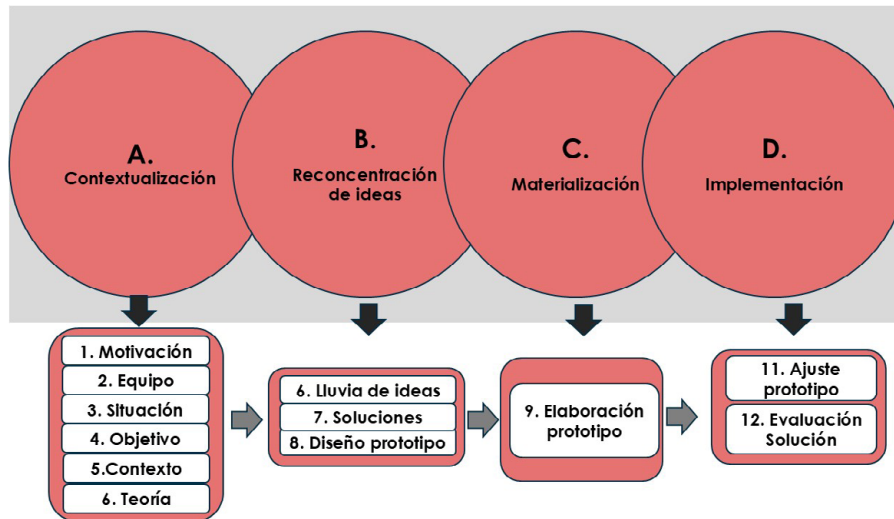 A.
Contextualización
B.
Reconcentración
de ideas
C.
Materialización
D.
Implementación
1. Motivación
2. Equipo
3. SItuación
4. Objetivo
5.Contexto
6. Teoría
6. Lluvia de ideas
7. Soluciones
8. Diseño prototipo
9. Elaboración
prototipo
11. Ajuste
prototipo
12. Evaluación
Solución